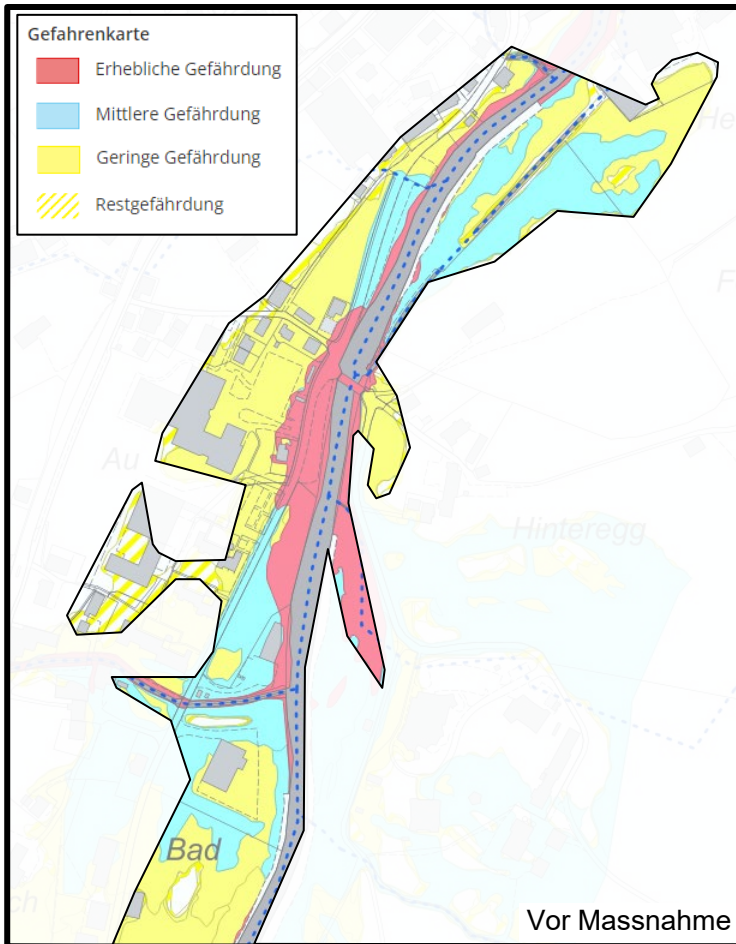 Gefahrenkarte
Erhebliche Gefährdung
Mittlere Gefährdung
Geringe Gefährdung
Restgefährdung
Au
Hinteregg
Bad
Vor Massnahme